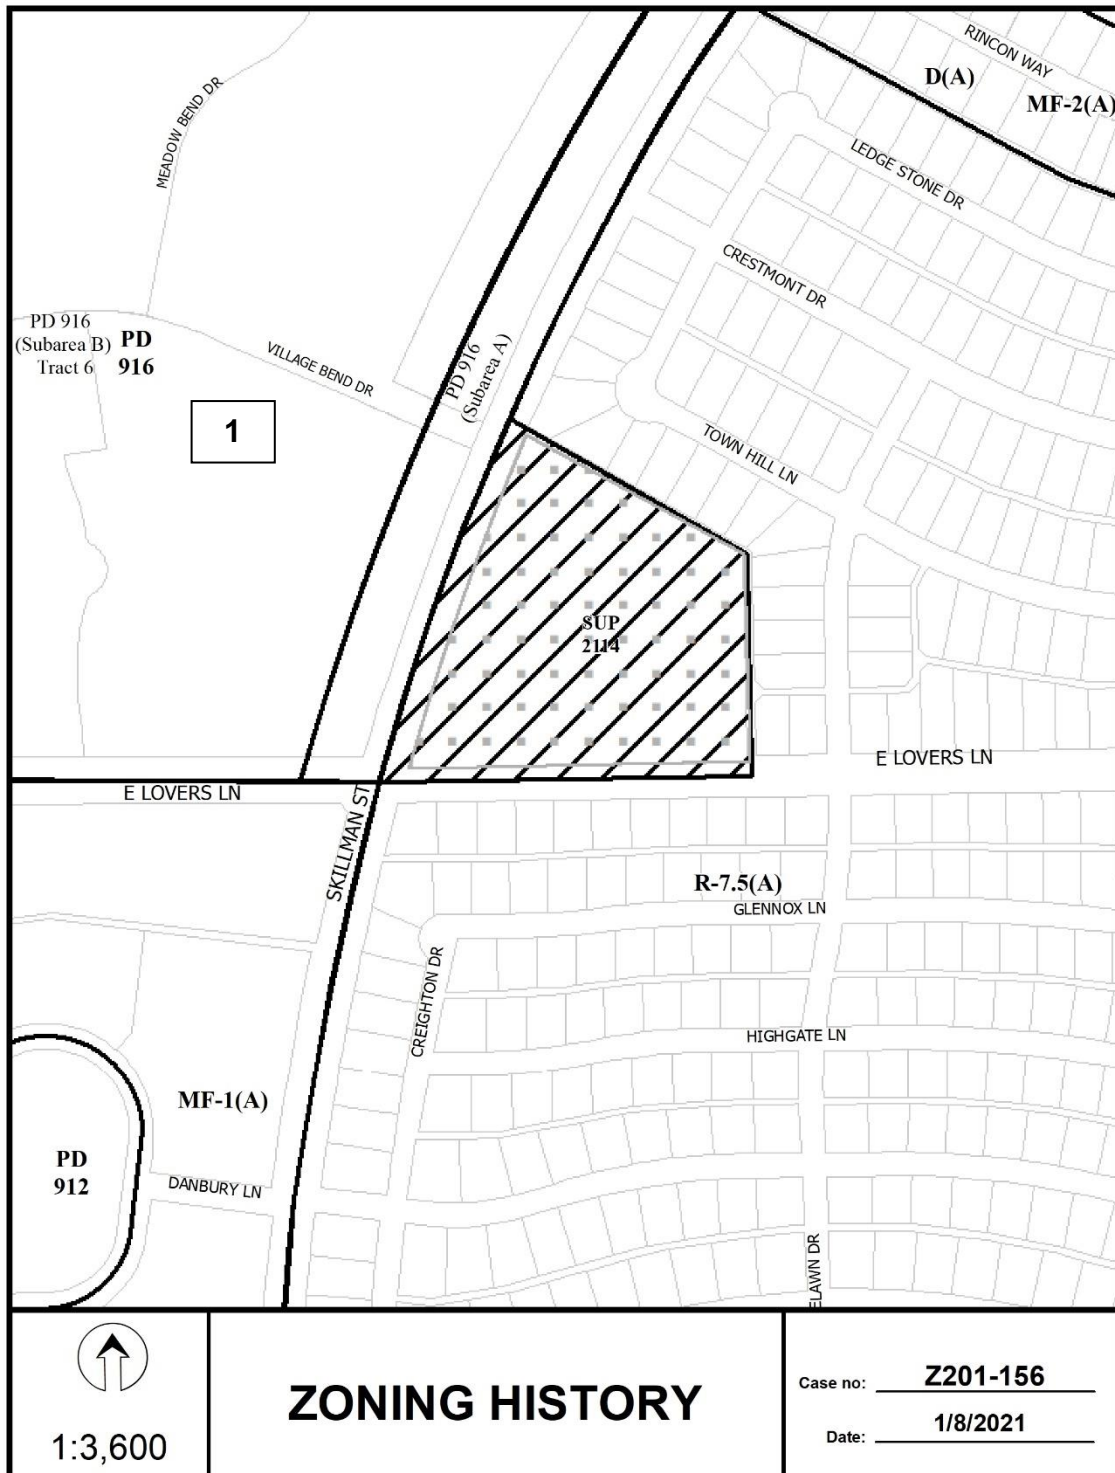 RINCON WAY
D(A)
MF-2(A)
MEADOW BEND DR
LEDGE STONE DR
CRESTMONT DR
PD 916
(Subarea B)
Tract 6
PD
916
VILLAGE BEND DR
PD 916
(Subarea A)
1
TOWN HILL LN
SUP
2114
E LOVERS LN
E LOVERS LN
SKILLMAN ST
R-7.5(A)
GLENNOX LN
CREIGHTON DR
HIGHGATE LN
MF-1(A)
PD
912
DANBURY LN
ELAWN DR
1:3,600
ZONING HISTORY
Case no: Z201-156
Date: 1/8/2021